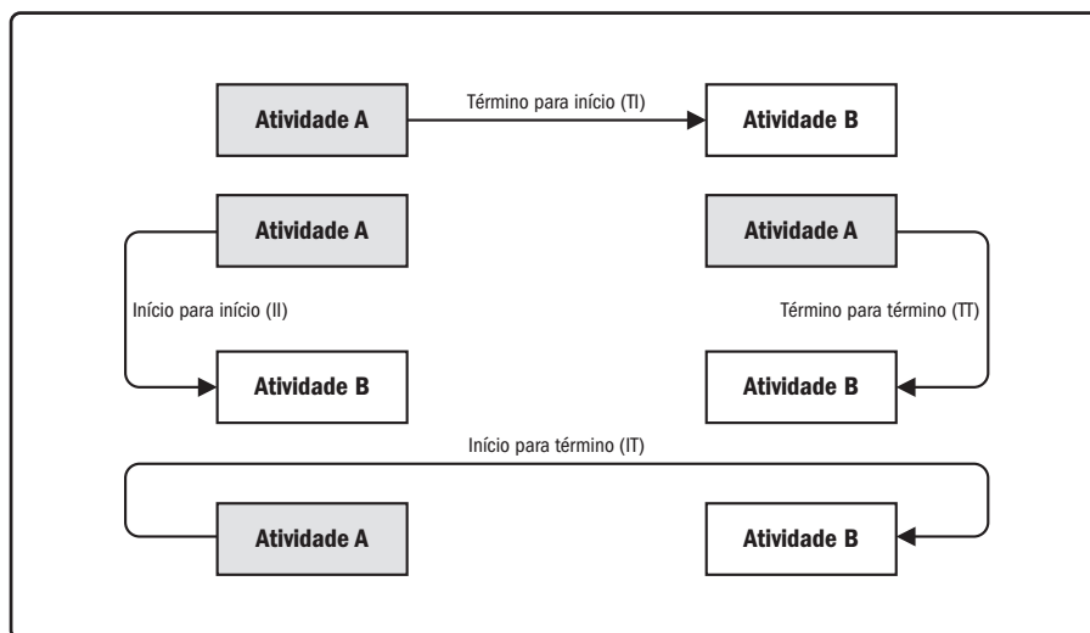 Término para início (TI)
Atividade A
Atividade B
Atividade A
Atividade A
Início para início (II)
Término para término (TT)
Atividade B
Atividade B
Início para término (IT)
Atividade A
Atividade B